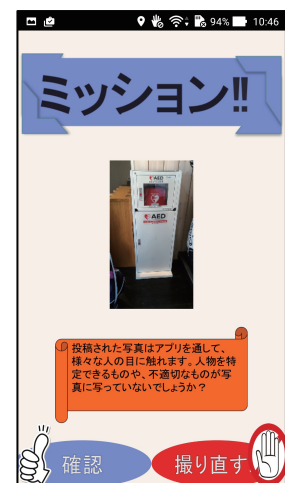 94% 10:46
ミッション!!
AED
AED
投稿された写真はアプリを通して、
様々な人の目に触れます。人物を特
定できるものや、不適切なものが写
真に写っていないでしょうか？
確認
撮り直す